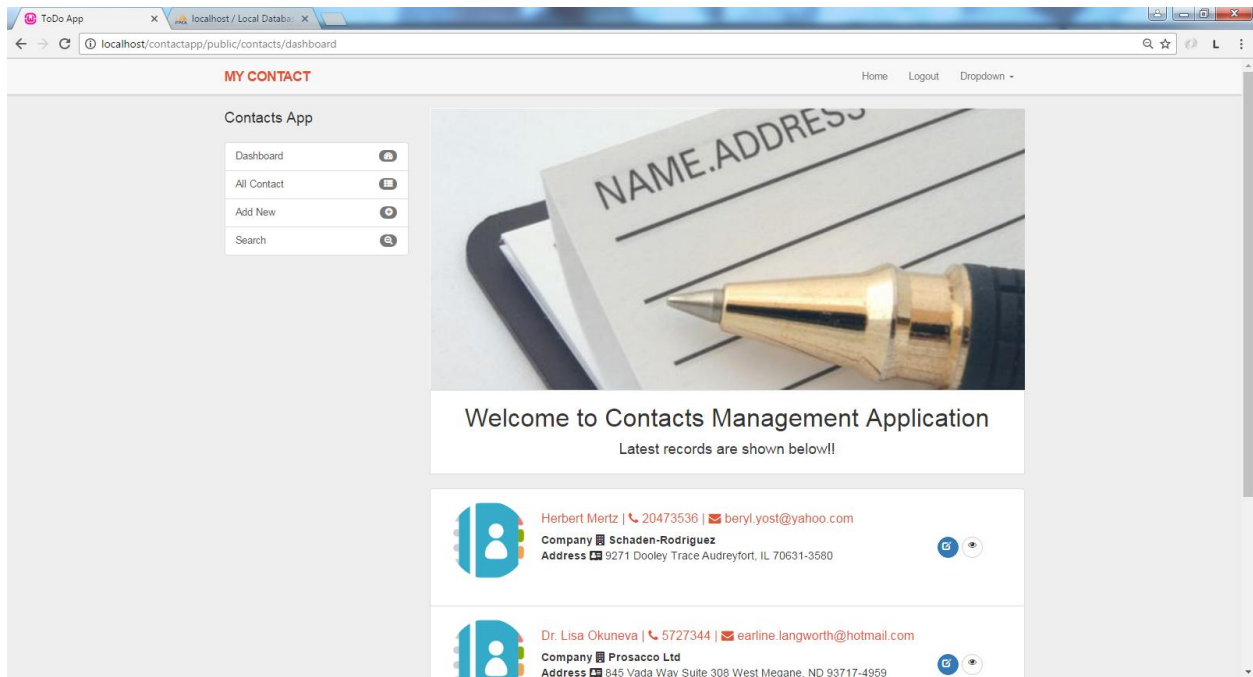 ToDo App
localhost / Local Databas
localhost/contactapp/public/contacts/dashboard
L
MY CONTACT
Home Logout Dropdown
Contacts App
Dashboard
All Contact
Add New
Search
NAME.ADDRESS
Welcome to Contacts Management Application
Latest records are shown below!!
Herbert Mertz | 20473536 | beryl.yost@yahoo.com
Company Schaden-Rodriguez
Address 9271 Dooley Trace Audreyfort, IL 70631-3580
Dr. Lisa Okuneva | 5727344 | earline.langworth@hotmail.com
Company Prosacco Ltd
Address 845 Vada Way Suite 308 West Megane, ND 93717-4959